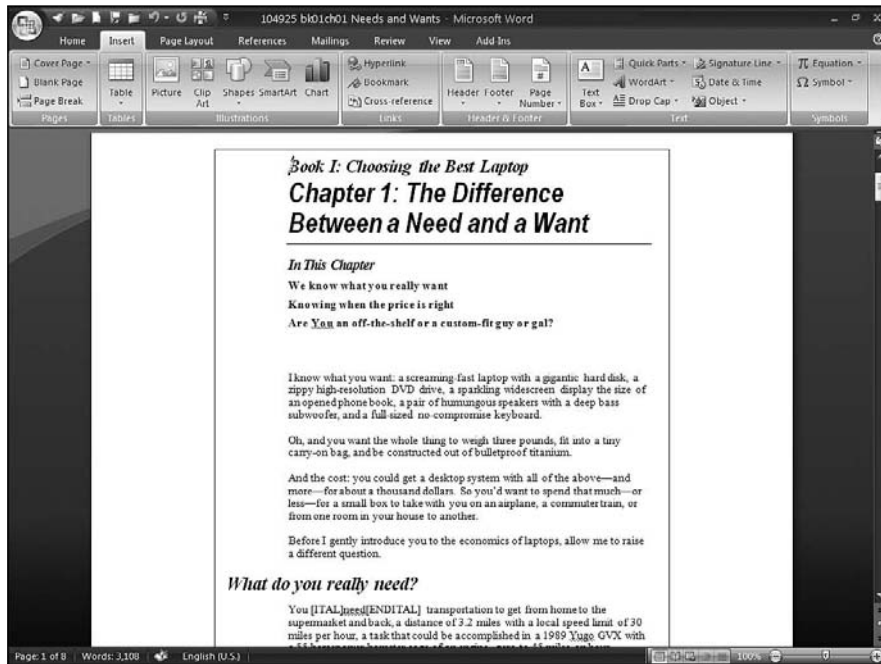 104925 bk01ch01 Needs and Wants - Microsoft Word
Home Insert Page Layout References Mailings Review View Add-Ins
Cover Page
Blank Page
Page Break
Pages
Table
Tables
Picture Clip Art Shapes SmartArt Chart
Illustrations
Hyperlink
Bookmark
Cross-reference
Links
Header Footer Page Number
Header & Footer
Text Box
Quick Parts
WordArt
Drop Cap
Signature Line
Date & Time
Object
Text
Equation
Symbol
Symbols
Book I: Choosing the Best Laptop
Chapter 1: The Difference
Between a Need and a Want
In This Chapter
We know what you really want
Knowing when the price is right
Are You an off-the-shelf or a custom-fit guy or gal?
I know what you want: a screaming-fast laptop with a gigantic hard disk, a
zippy high-resolution DVD drive, a sparkling widescreen display the size of
an opened phone book, a pair of humungous speakers with a deep bass
subwoofer, and a full-sized no-compromise keyboard.
Oh, and you want the whole thing to weigh three pounds, fit into a tiny
carry-on bag, and be constructed out of bulletproof titanium.
And the cost: you could get a desktop system with all of the above—and
more—for about a thousand dollars. So you'd want to spend that much—or
less—for a small box to take with you on an airplane, a commuter train, or
from one room in your house to another.
Before I gently introduce you to the economics of laptops, allow me to raise
a different question.
What do you really need?
You [ITAL]need[ENDITAL] transportation to get from home to the
supermarket and back, a distance of 3.2 miles with a local speed limit of 30
miles per hour, a task that could be accomplished in a 1989 Yugo GVX with
Page: 1 of 8 Words: 3,108 English (U.S.) 100%